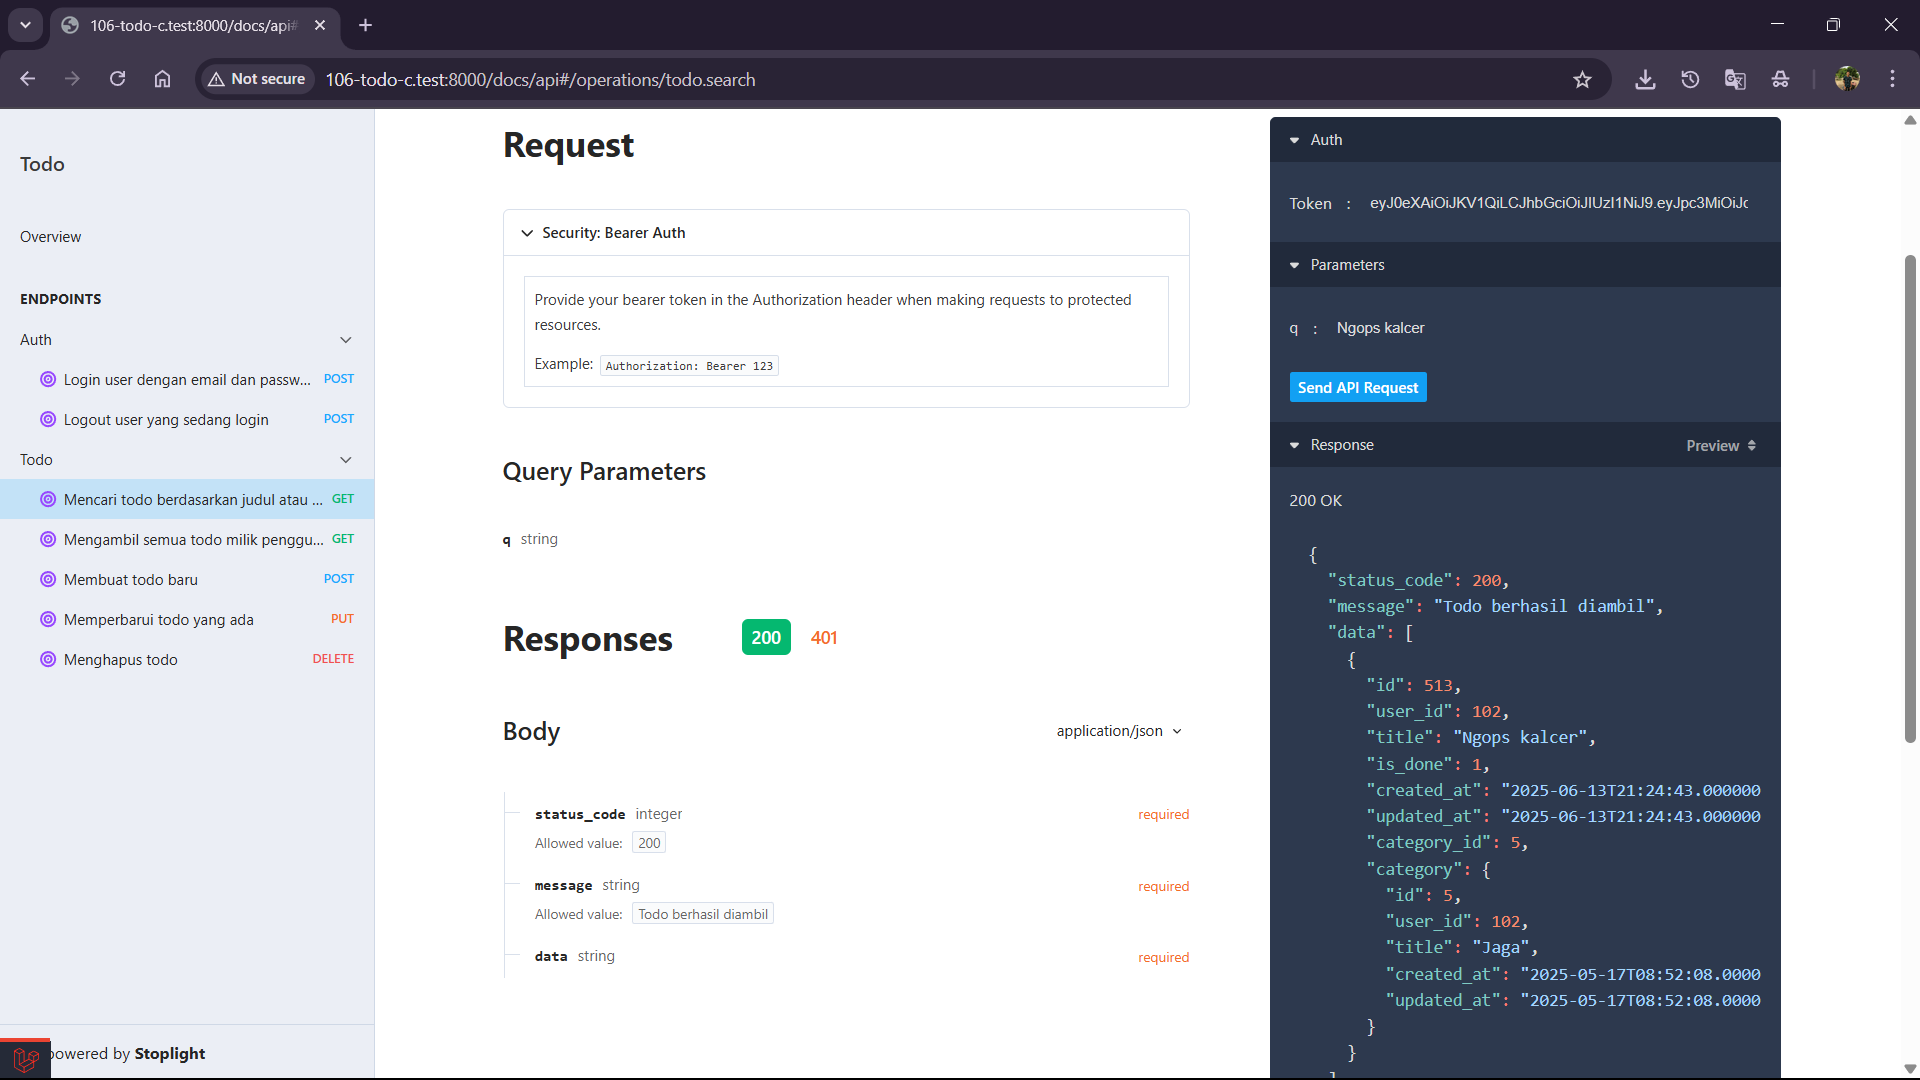 106-todo-c.test:8000/docs/api#
Not secure
106-todo-c.test:8000/docs/api#/operations/todo.search
Todo
Overview
ENDPOINTS
Auth
Login user dengan email dan passw... POST
Logout user yang sedang login POST
Todo
Mencari todo berdasarkan judul atau ... GET
Mengambil semua todo milik penggu... GET
Membuat todo baru POST
Memperbarui todo yang ada PUT
Menghapus todo DELETE
powered by Stoplight
Request
Security: Bearer Auth
Provide your bearer token in the Authorization header when making requests to protected
resources.
Example: Authorization: Bearer 123
Query Parameters
q string
Responses 200 401
Body application/json
status_code integer required
Allowed value: 200
message string required
Allowed value: Todo berhasil diambil
data string required
Auth
Token : eyJ0eXAiOiJKV1QiLCJhbGciOiJIUzI1NiJ9.eyJpc3MiOiJc
Parameters
q : Ngops kalcer
Send API Request
Response Preview
200 OK
{
"status_code": 200,
"message": "Todo berhasil diambil",
"data": [
{
"id": 513,
"user_id": 102,
"title": "Ngops kalcer",
"is_done": 1,
"created_at": "2025-06-13T21:24:43.000000
"updated_at": "2025-06-13T21:24:43.000000
"category_id": 5,
"category": {
"id": 5,
"user_id": 102,
"title": "Jaga",
"created_at": "2025-05-17T08:52:08.0000
"updated_at": "2025-05-17T08:52:08.0000
}
}